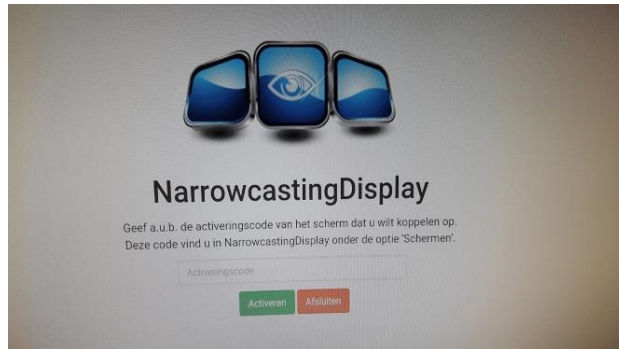 NarrowcastingDisplay
Geef a.u.b. de activeringscode van het scherm dat u wilt koppelen op.
Deze code vind u in NarrowcastingDisplay onder de optie 'Schermen'.
Activeringscode
Activeren Afsluiten